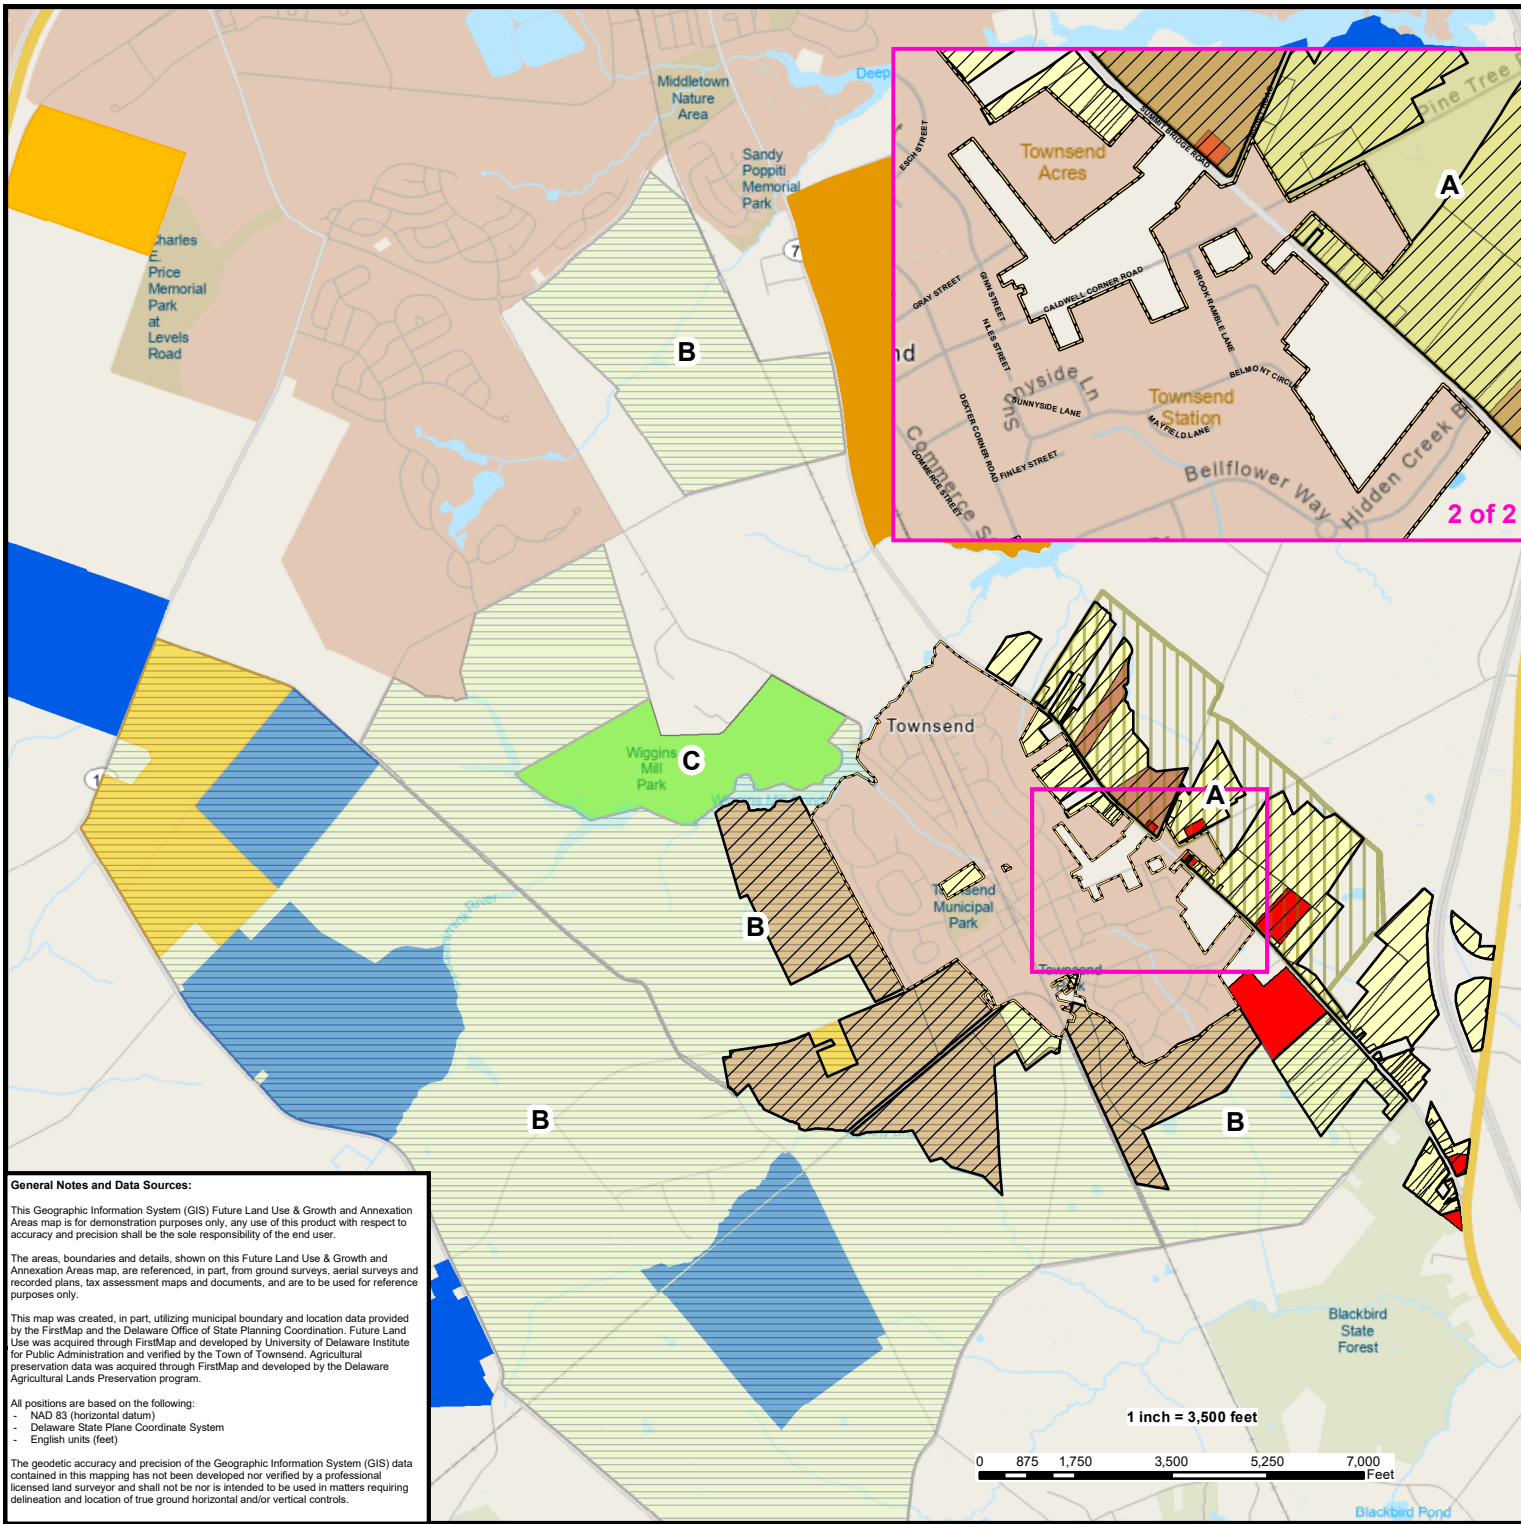 Middletown
Nature
Area
Deep
Sandy
Poppiti
Memorial
Park
7
Charles
E.
Price
Memorial
Park
at
Levels
Road
B
Townsend
Acres
Pine Tree
A
ESCH STREET
SUMMIT BRIDGE ROAD
GRAY STREET
GINN STREET
NILES STREET
CALDWELL CORNER ROAD
BROOK RAMBLE LANE
BELMONT CIRCLE
nd
nyside Ln
Sun
SUNNYSIDE LANE
Townsend
Station
MAYFIELD LANE
DEXTER CORNER ROAD
FINLEY STREET
Commerce S
COMMERCE STREET
Bellflower Way
Hidden Creek B
2 of 2
Townsend
Wiggins
Mill
Park
C
A
1
Townsend
Municipal
Park
B
River
Townsend
B
B
General Notes and Data Sources:
This Geographic Information System (GIS) Future Land Use & Growth and Annexation
Areas map is for demonstration purposes only, any use of this product with respect to
accuracy and precision shall be the sole responsibility of the end user.
The areas, boundaries and details, shown on this Future Land Use & Growth and
Annexation Areas map, are referenced, in part, from ground surveys, aerial surveys and
recorded plans, tax assessment maps and documents, and are to be used for reference
purposes only.
This map was created, in part, utilizing municipal boundary and location data provided
by the FirstMap and the Delaware Office of State Planning Coordination. Future Land
Use was acquired through FirstMap and developed by University of Delaware Institute
for Public Administration and verified by the Town of Townsend. Agricultural
preservation data was acquired through FirstMap and developed by the Delaware
Agricultural Lands Preservation program.
All positions are based on the following:
- NAD 83 (horizontal datum)
- Delaware State Plane Coordinate System
- English units (feet)
The geodetic accuracy and precision of the Geographic Information System (GIS) data
contained in this mapping has not been developed nor verified by a professional
licensed land surveyor and shall not be nor is intended to be used in matters requiring
delineation and location of true ground horizontal and/or vertical controls.
Blackbird
State
Forest
1 inch = 3,500 feet
0 875 1,750 3,500 5,250 7,000
Feet
Blackbird Pond